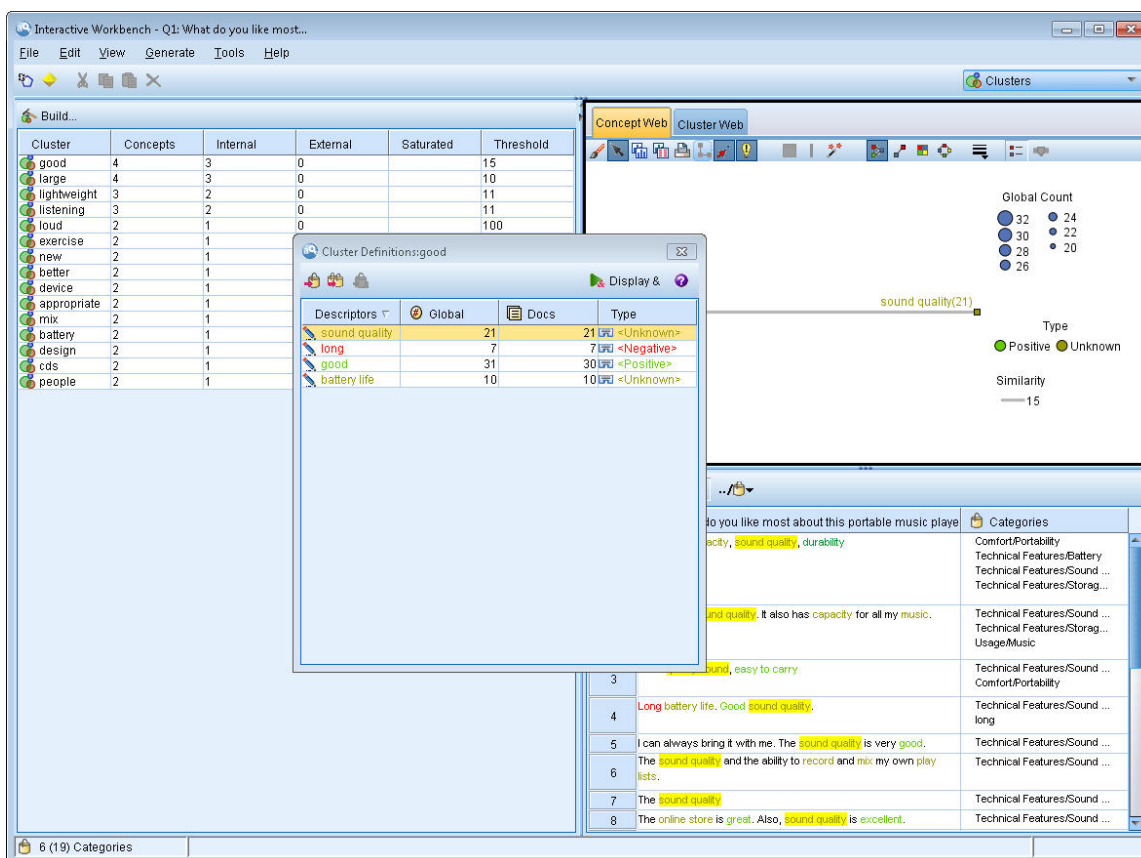 Interactive Workbench - Q1: What do you like most...
File Edit View Generate Tools Help
Clusters
Build...
Cluster Concepts Internal External Saturated Threshold
good 4 3 0 15
large 4 3 0 10
lightweight 3 2 0 11
listening 3 2 0 11
loud 2 1 0 100
exercise 2 1
new 2 1
better 2 1
device 2 1
appropriate 2 1
mix 2 1
battery 2 1
design 2 1
cds 2 1
people 2 1
Cluster Definitions:good
Display &
Descriptors Global Docs Type
sound quality 21 21 <Unknown>
long 7 7 <Negative>
good 31 30 <Positive>
battery life 10 10 <Unknown>
Concept Web Cluster Web
Global Count
32 24
30 22
28 20
26
sound quality(21)
Type
Positive Unknown
Similarity
15
../
do you like most about this portable music playe Categories
acity, sound quality, durability
Comfort/Portability
Technical Features/Battery
Technical Features/Sound ...
Technical Features/Storag...
und quality. It also has capacity for all my music.
Technical Features/Sound ...
Technical Features/Storag...
Usage/Music
3 ound, easy to carry
Technical Features/Sound ...
Comfort/Portability
4 Long battery life. Good sound quality.
Technical Features/Sound ...
long
5 I can always bring it with me. The sound quality is very good. Technical Features/Sound ...
6 The sound quality and the ability to record and mix my own play Technical Features/Sound ...
lists.
7 The sound quality Technical Features/Sound ...
8 The online store is great. Also, sound quality is excellent. Technical Features/Sound ...
6 (19) Categories